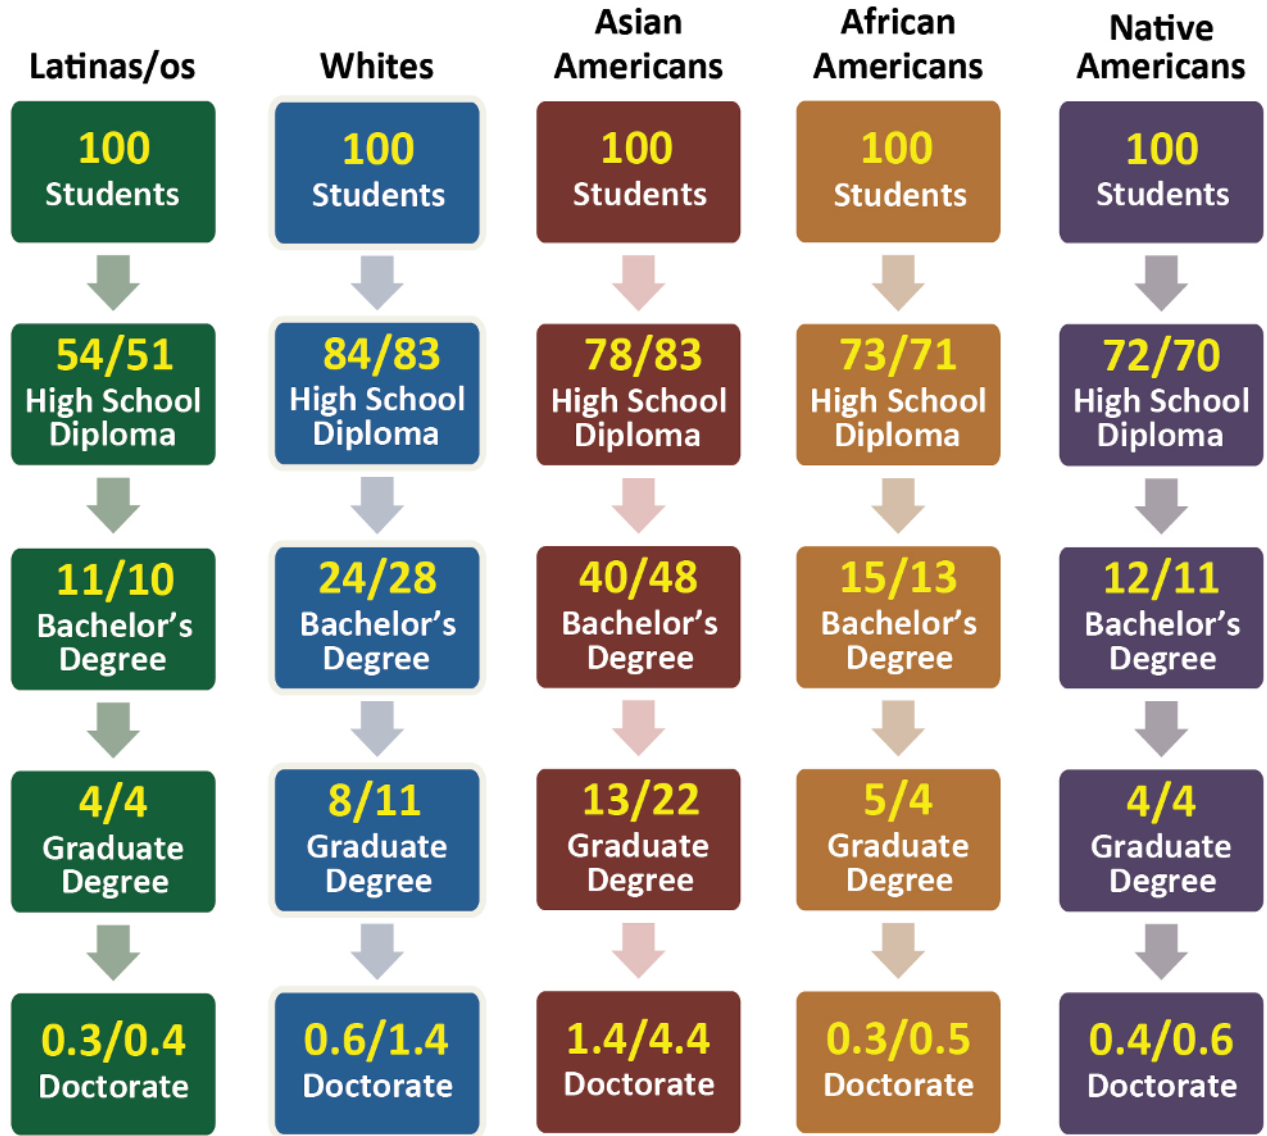 Latinas/os
100
Students
54/51
High School
Diploma
11/10
Bachelor's
Degree
4/4
Graduate
Degree
0.3/0.4
Doctorate
Whites
100
Students
84/83
High School
Diploma
24/28
Bachelor's
Degree
8/11
Graduate
Degree
0.6/1.4
Doctorate
Asian
Americans
100
Students
78/83
High School
Diploma
40/48
Bachelor's
Degree
13/22
Graduate
Degree
1.4/4.4
Doctorate
African
Americans
100
Students
73/71
High School
Diploma
15/13
Bachelor's
Degree
5/4
Graduate
Degree
0.3/0.5
Doctorate
Native
Americans
100
Students
72/70
High School
Diploma
12/11
Bachelor's
Degree
4/4
Graduate
Degree
0.4/0.6
Doctorate